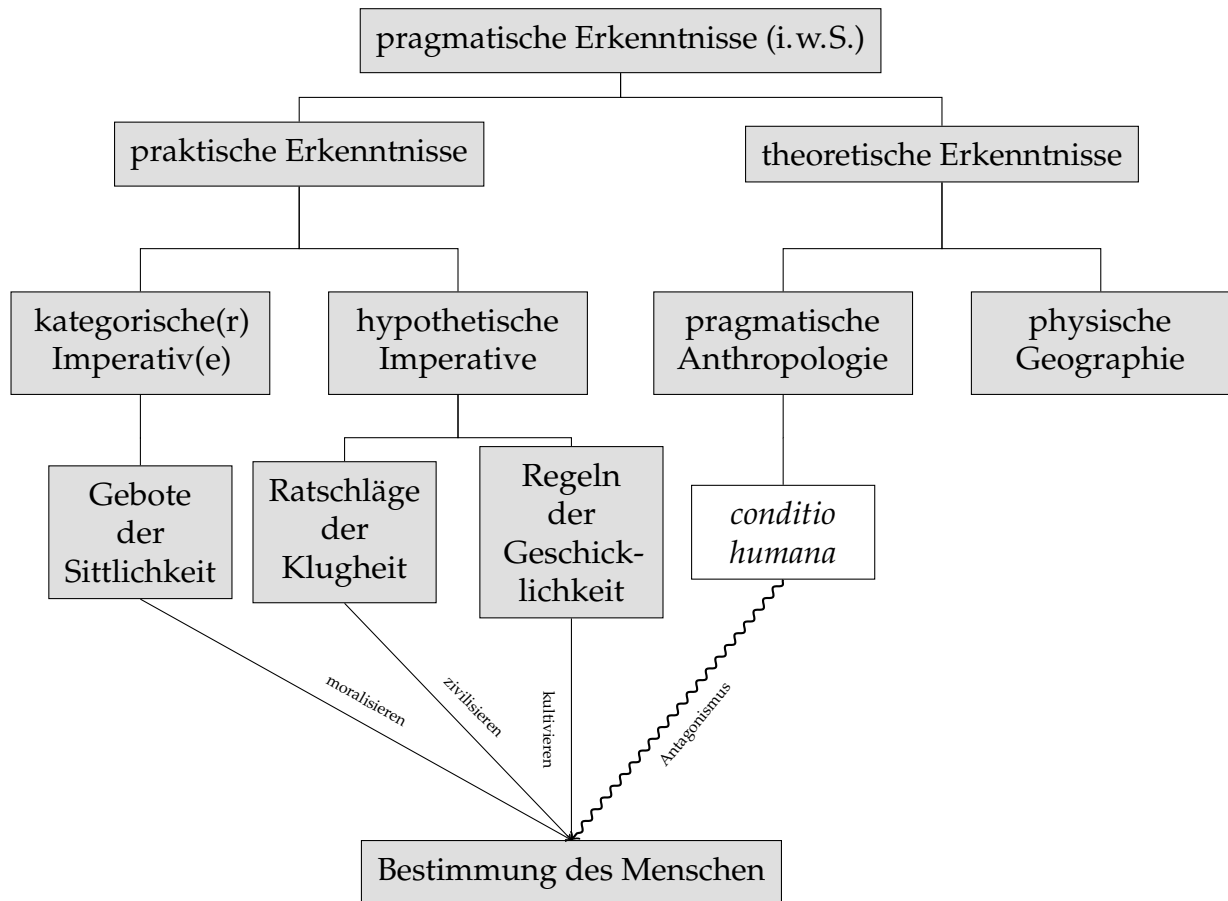 pragmatische Erkenntnisse (i.w.S.)
praktische Erkenntnisse
theoretische Erkenntnisse
kategorische(r)
Imperativ(e)
hypothetische
Imperative
pragmatische
Anthropologie
physische
Geographie
Gebote
der
Sittlichkeit
Ratschläge
der
Klugheit
Regeln
der
Geschick-
lichkeit
conditio
humana
moralisieren
zivilisieren
kultivieren
Antagonismus
Bestimmung des Menschen